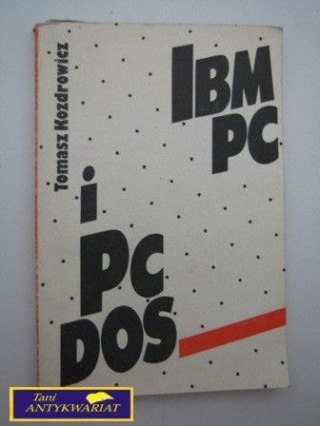 Tomasz Kozdrowicz
IBM
PC
i
PC
DOS
Tani
ANTYKWARIAT